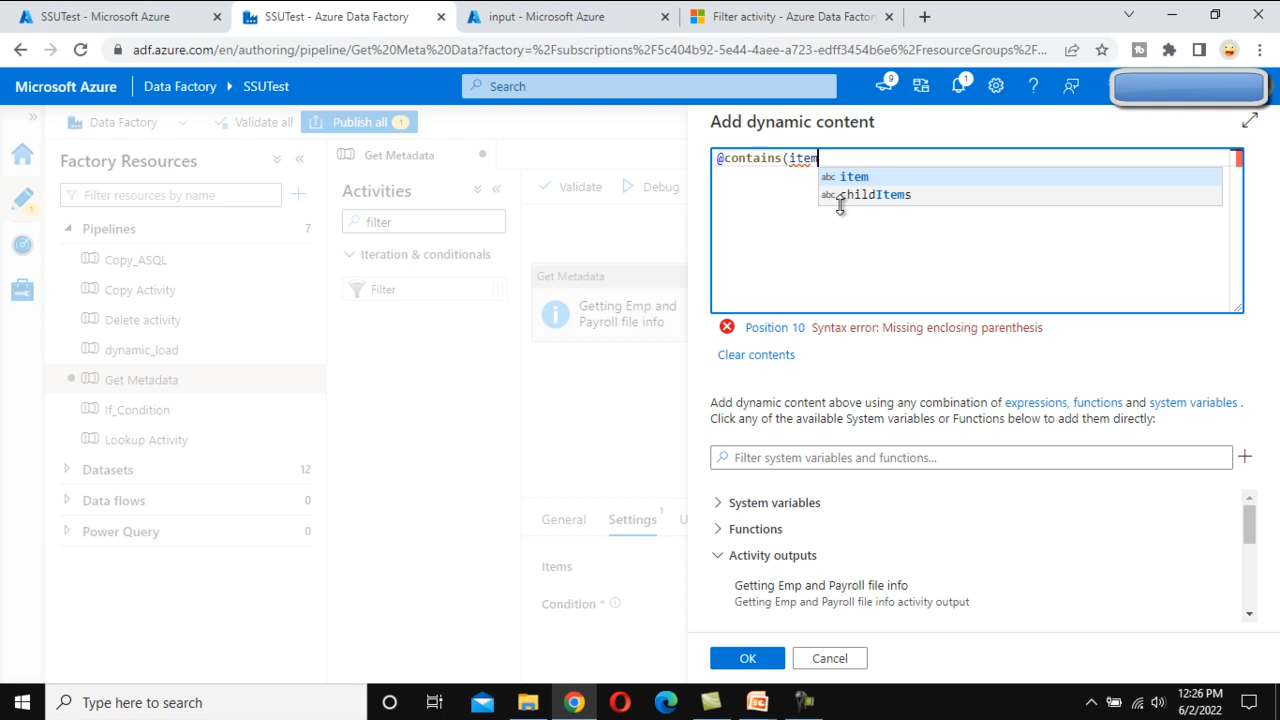 SSUTest - Microsoft Azure
SSUTest - Azure Data Factory
input - Microsoft Azure
Filter activity - Azure Data Factory
adf.azure.com/en/authoring/pipeline/Get%20Meta%20Data?factory=%2Fsubscriptions%2F5c404b92-5e44-4aee-a723-edff3454b6e6%2FresourceGroups%2F...
Microsoft Azure
Data Factory
SSUTest
Search
9
1
Data Factory
Validate all
Publish all
1
Factory Resources
Filter resources by name
Pipelines
7
Copy_ASQL
Copy Activity
Delete activity
dynamic_load
Get Metadata
If_Condition
Lookup Activity
Datasets
12
Data flows
0
Power Query
0
Get Metadata
Activities
filter
Iteration & conditionals
Filter
Validate
Debug
Get Metadata
Getting Emp and
Payroll file info
General
Settings
1
U
Items
Condition *
Add dynamic content
@contains(item
abc item
abc childItems
Position 10 Syntax error: Missing enclosing parenthesis
Clear contents
Add dynamic content above using any combination of expressions, functions and system variables .
Click any of the available System variables or Functions below to add them directly:
Filter system variables and functions...
System variables
Functions
Activity outputs
Getting Emp and Payroll file info
Getting Emp and Payroll file info activity output
OK
Cancel
Type here to search
12:26 PM
6/2/2022